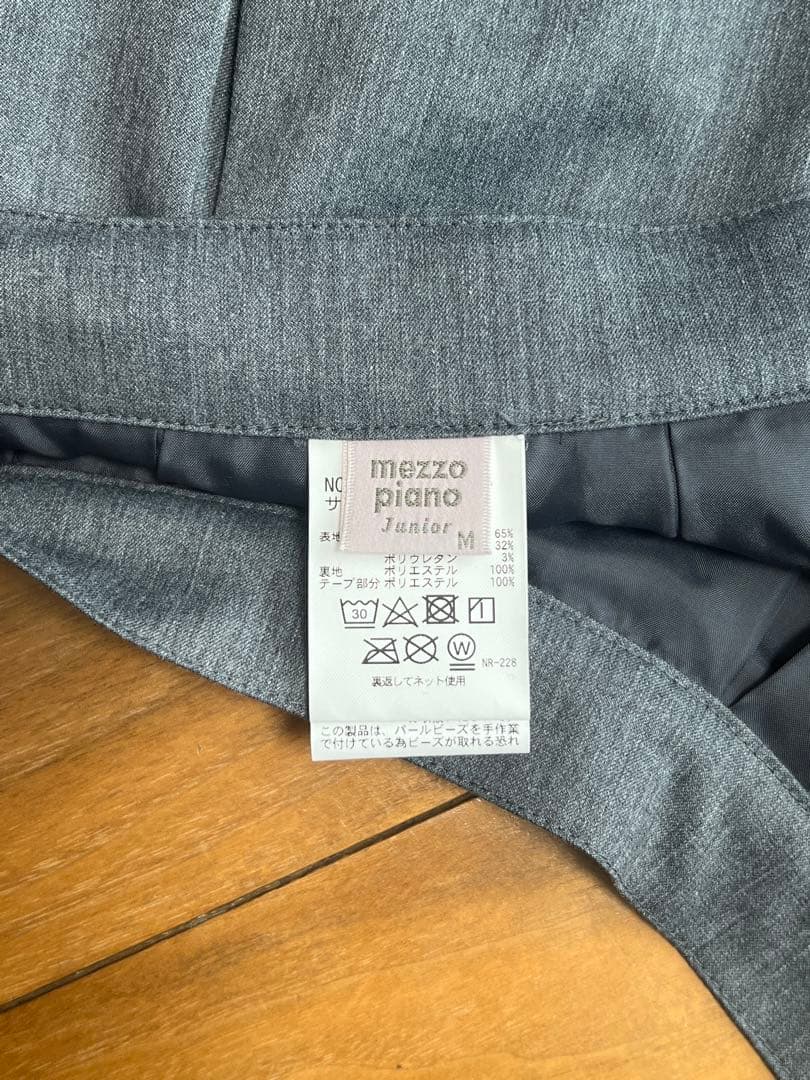 mezzo
piano
Junior
M
NO
サ
表地 65%
32%
ポリウレタン 3%
裏地 ポリエステル 100%
テープ部分 ポリエステル 100%
30
W
NR-228
裏返してネット使用
この製品は、パールビーズを手作業
で付けている為ビーズが取れる恐れ